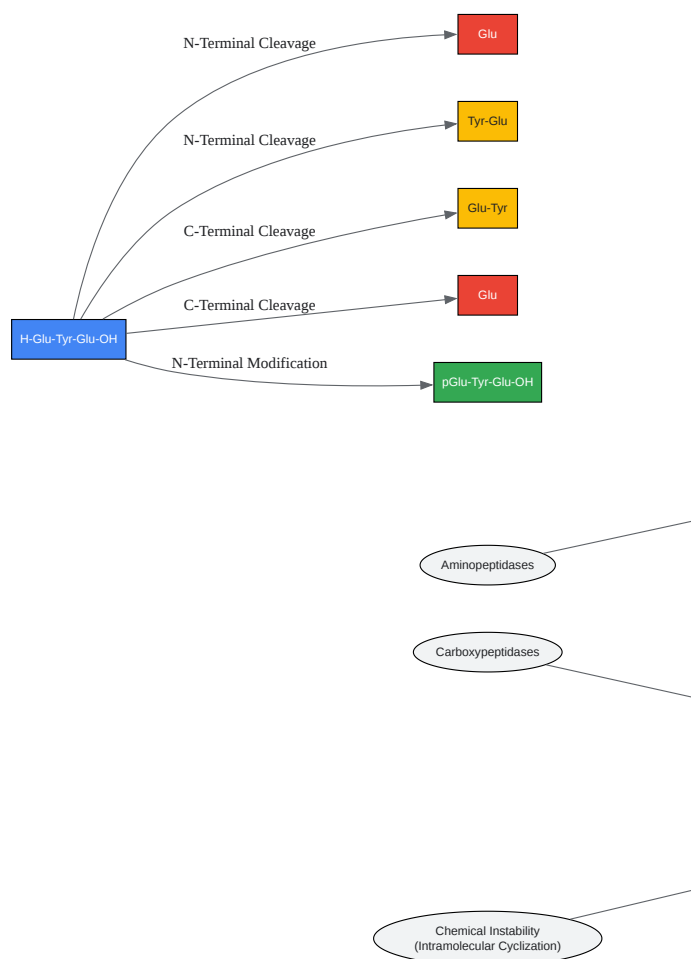 N-Terminal Cleavage
Glu
N-Terminal Cleavage
Tyr-Glu
C-Terminal Cleavage
Glu-Tyr
C-Terminal Cleavage
Glu
H-Glu-Tyr-Glu-OH
N-Terminal Modification
pGlu-Tyr-Glu-OH
Aminopeptidases
Carboxypeptidases
Chemical Instability
(Intramolecular Cyclization)